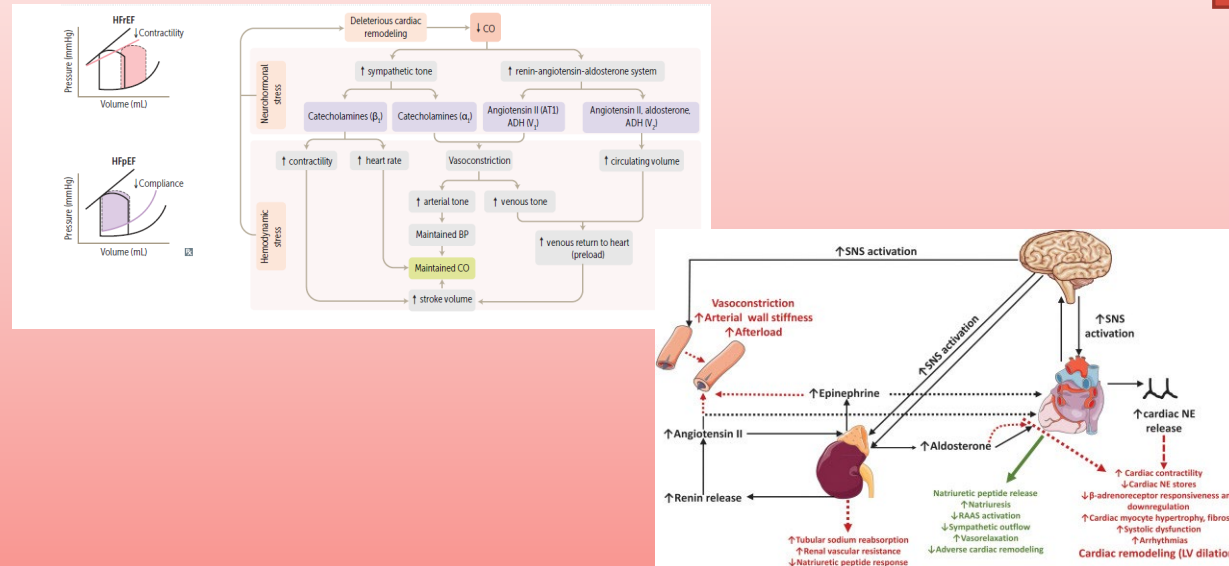 HFrEF
↓Contractility
Pressure (mmHg)
Volume (mL)
HFpEF
↓Compliance
Pressure (mmHg)
Volume (mL)
Deleterious cardiac
remodeling
↓ CO
Neurohormonal
stress
↑ sympathetic tone
↑ renin-angiotensin-aldosterone system
Catecholamines (β₁)
Catecholamines (α₁)
Angiotensin II (AT1)
ADH (V₁)
Angiotensin II, aldosterone,
ADH (V₂)
Hemodynamic
stress
↑ contractility
↑ heart rate
Vasoconstriction
↑ circulating volume
↑ arterial tone
↑ venous tone
Maintained BP
↑ venous return to heart
(preload)
Maintained CO
↑ stroke volume
↑SNS activation
Vasoconstriction
↑Arterial wall stiffness
↑Afterload
↑SNS activation
↑SNS
activation
↑Epinephrine
↑cardiac NE
release
↑Angiotensin II
↑Aldosterone
↑Renin release
↑Tubular sodium reabsorption
↑Renal vascular resistance
↓Natriuretic peptide response
Natriuretic peptide release
↑Natriuresis
↓RAAS activation
↓Sympathetic outflow
↑Vasorelaxation
↓Adverse cardiac remodeling
↑ Cardiac contractility
↓Cardiac NE stores
↓β-adrenoreceptor responsiveness
downregulation
↑Cardiac myocyte hypertrophy,
↑Systolic dysfunction
↑Arrhythmias
Cardiac remodeling (LV